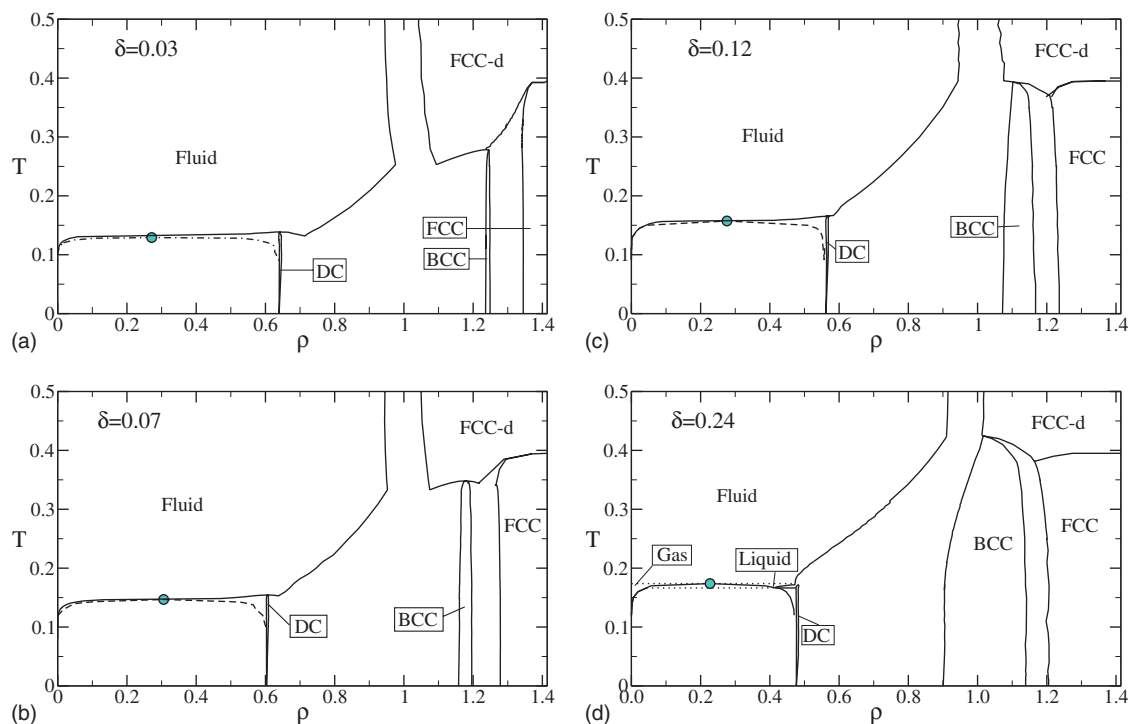 δ=0.03
FCC-d
Fluid
FCC
BCC
DC
T
0.5
0.4
0.3
0.2
0.1
0
0
0.2
0.4
0.6
0.8
1
1.2
1.4
ρ
(a)
δ=0.12
FCC-d
Fluid
FCC
BCC
DC
T
0.5
0.4
0.3
0.2
0.1
0
0
0.2
0.4
0.6
0.8
1.0
1.2
1.4
ρ
(c)
δ=0.07
FCC-d
Fluid
FCC
BCC
DC
T
0.5
0.4
0.3
0.2
0.1
0
0
0.2
0.4
0.6
0.8
1
1.2
1.4
ρ
(b)
δ=0.24
FCC-d
Fluid
Gas
Liquid
BCC
FCC
DC
T
0.5
0.4
0.3
0.2
0.1
0
0
0.2
0.4
0.6
0.8
1.0
1.2
1.4
ρ
(d)